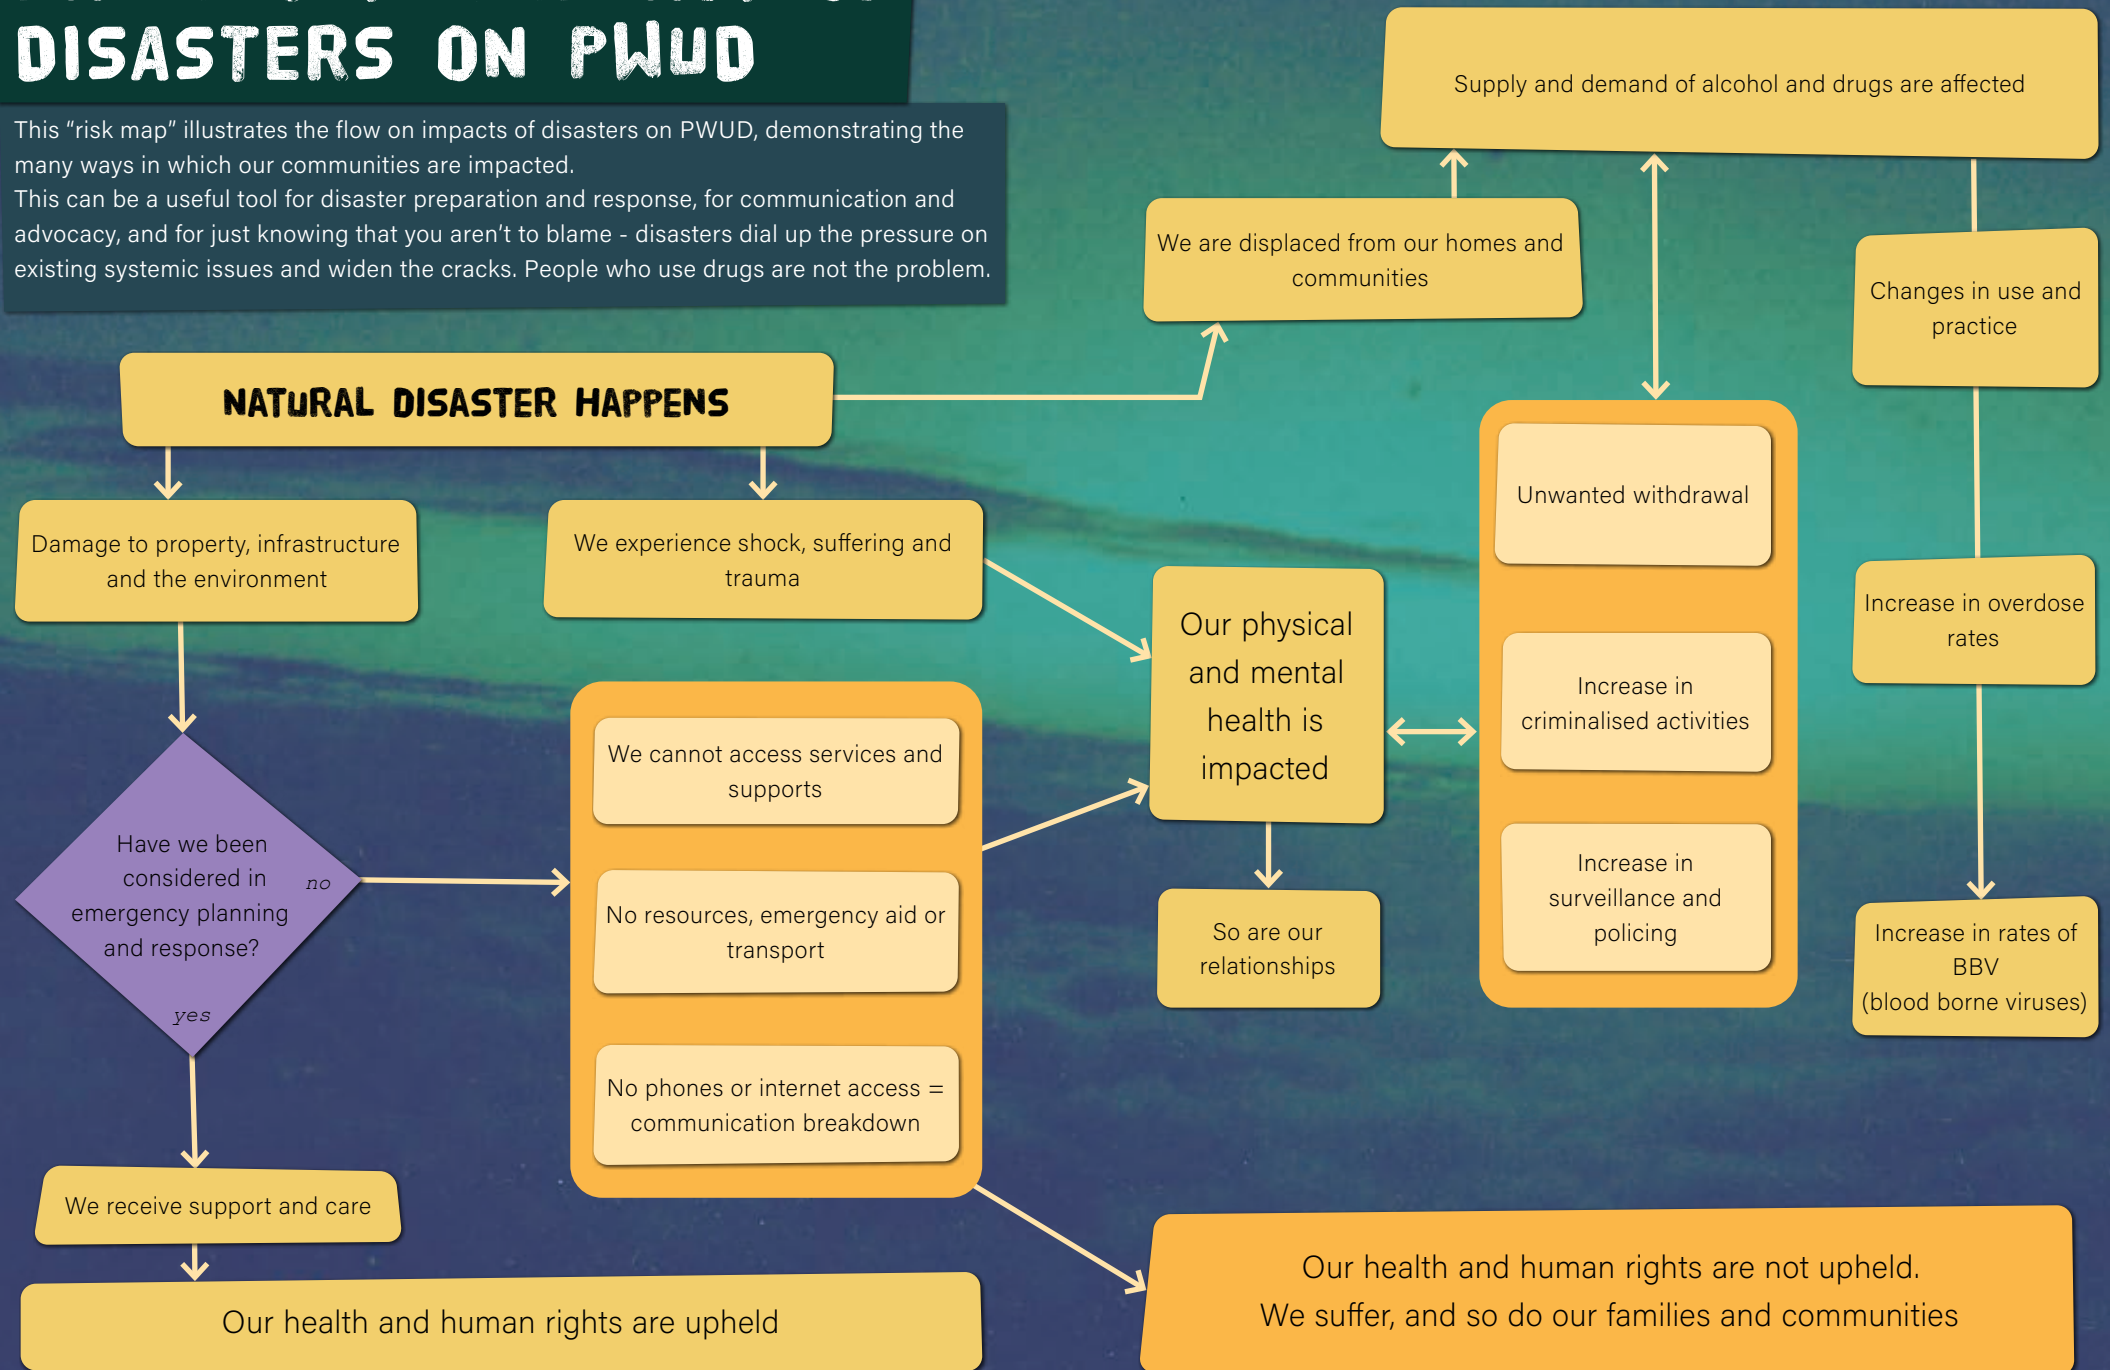 DISASTERS ON PWUD
This “risk map” illustrates the flow on impacts of disasters on PWUD, demonstrating the
many ways in which our communities are impacted.
This can be a useful tool for disaster preparation and response, for communication and
advocacy, and for just knowing that you aren’t to blame - disasters dial up the pressure on
existing systemic issues and widen the cracks. People who use drugs are not the problem.
Supply and demand of alcohol and drugs are affected
We are displaced from our homes and
communities
Changes in use and
practice
NATURAL DISASTER HAPPENS
Damage to property, infrastructure
and the environment
We experience shock, suffering and
trauma
Unwanted withdrawal
Increase in overdose
rates
Our physical
and mental
health is
impacted
Increase in
criminalised activities
We cannot access services and
supports
Have we been
considered in
emergency planning
and response?
no
yes
No resources, emergency aid or
transport
So are our
relationships
Increase in
surveillance and
policing
Increase in rates of
BBV
(blood borne viruses)
No phones or internet access =
communication breakdown
We receive support and care
Our health and human rights are upheld
Our health and human rights are not upheld.
We suffer, and so do our families and communities